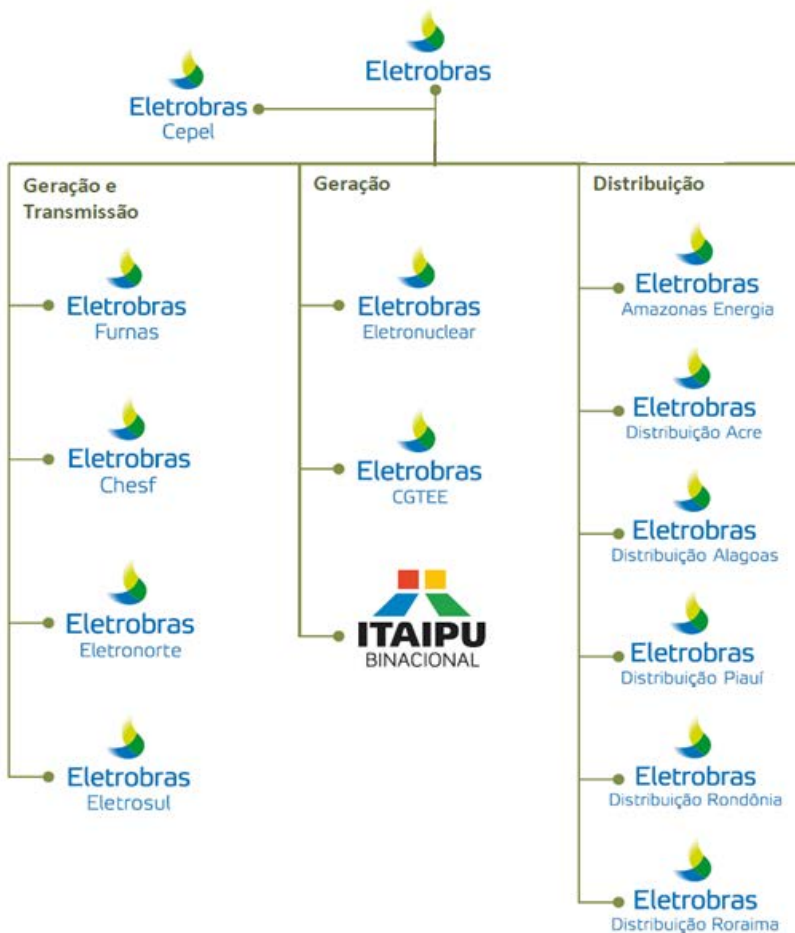 Eletrobras
Eletrobras
Cepel
Geração e
Transmissão
Eletrobras
Furnas
Eletrobras
Chesf
Eletrobras
Eletronorte
Eletrobras
Eletrosul
Geração
Eletrobras
Eletronuclear
Eletrobras
CGTEE
ITAIPU
BINACIONAL
Distribuição
Eletrobras
Amazonas Energia
Eletrobras
Distribuição Acre
Eletrobras
Distribuição Alagoas
Eletrobras
Distribuição Piauí
Eletrobras
Distribuição Rondônia
Eletrobras
Distribuição Roraima